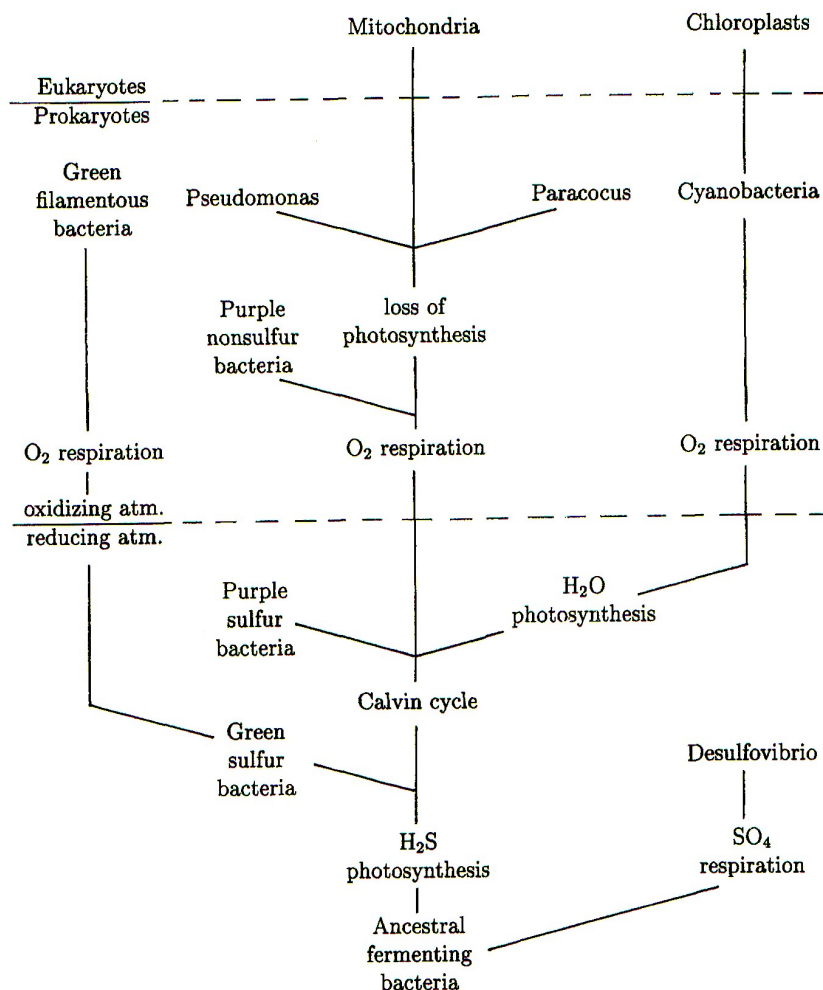 Mitochondria
Chloroplasts
Eukaryotes
Prokaryotes
Green
filamentous
bacteria
Pseudomonas
Paracocus
Cyanobacteria
Purple
nonsulfur
bacteria
loss of
photosynthesis
O₂ respiration
O₂ respiration
O₂ respiration
oxidizing atm.
reducing atm.
Purple
sulfur
bacteria
H₂O
photosynthesis
Calvin cycle
Green
sulfur
bacteria
Desulfovibrio
H₂S
photosynthesis
SO₄
respiration
Ancestral
fermenting
bacteria